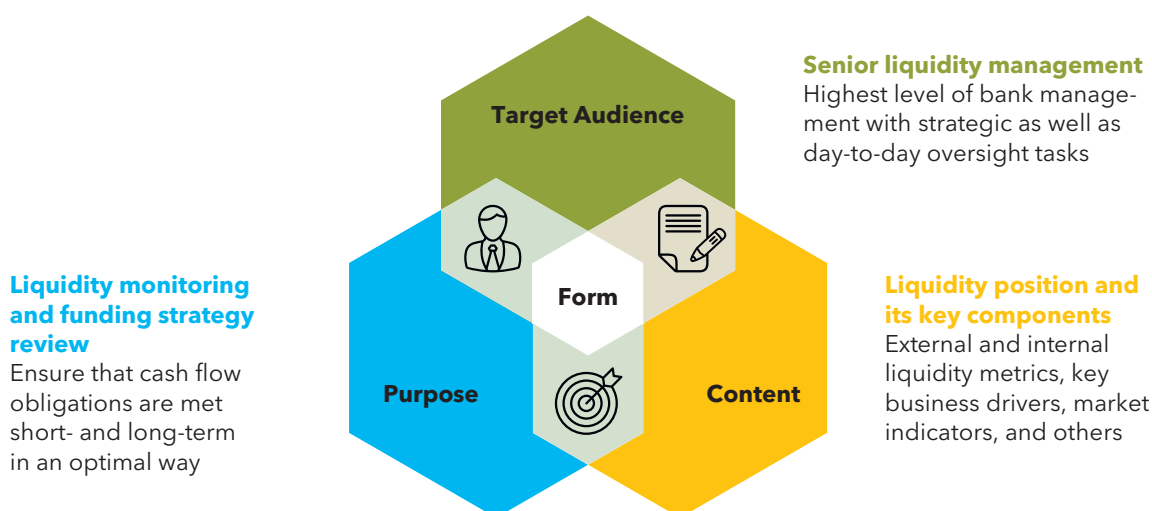 Target Audience
Senior liquidity management
Highest level of bank manage-
ment with strategic as well as
day-to-day oversight tasks
Form
Liquidity monitoring
and funding strategy
review
Ensure that cash flow
obligations are met
short- and long-term
in an optimal way
Purpose
Content
Liquidity position and
its key components
External and internal
liquidity metrics, key
business drivers, market
indicators, and others